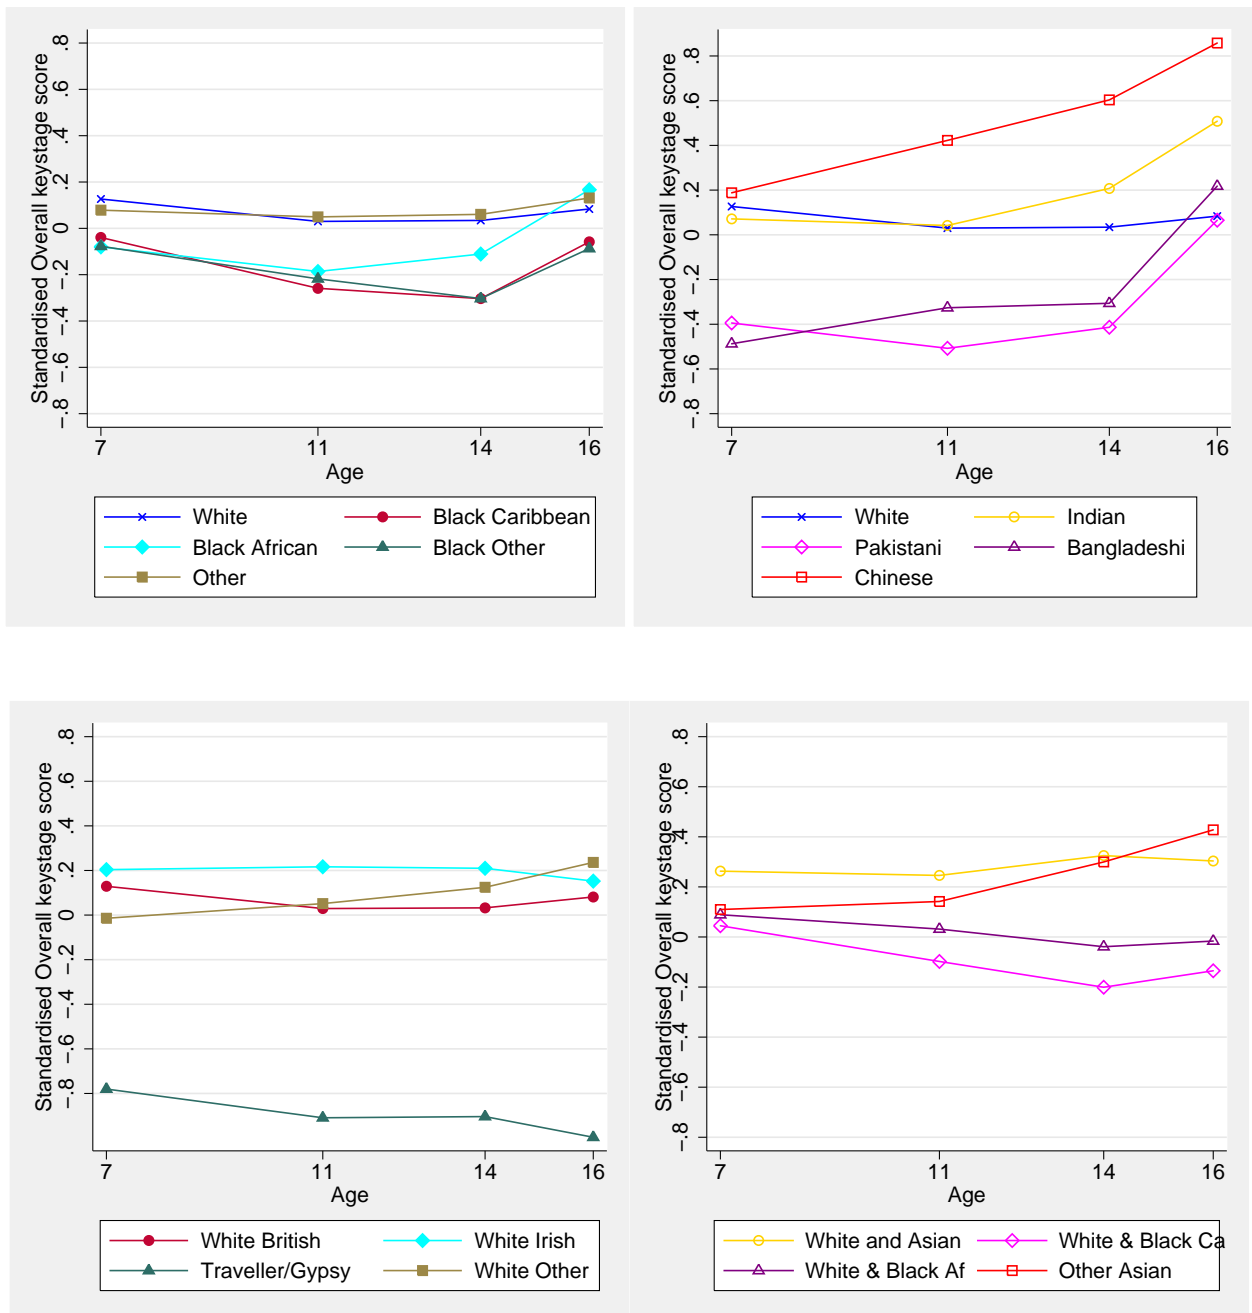 Standardised Overall keystage score
.8
.6
.4
.2
0
-.2
-.4
-.6
-.8
7 11 14 16
Age
White Black Caribbean
Black African Black Other
Other
Standardised Overall keystage score
.8
.6
.4
.2
0
-.2
-.4
-.6
-.8
7 11 14 16
Age
White Indian
Pakistani Bangladeshi
Chinese
Standardised Overall keystage score
.8
.6
.4
.2
0
-.2
-.4
-.6
-.8
7 11 14 16
Age
White British White Irish
Traveller/Gypsy White Other
Standardised Overall keystage score
.8
.6
.4
.2
0
-.2
-.4
-.6
-.8
7 11 14 16
Age
White and Asian White & Black Ca
White & Black Af Other Asian